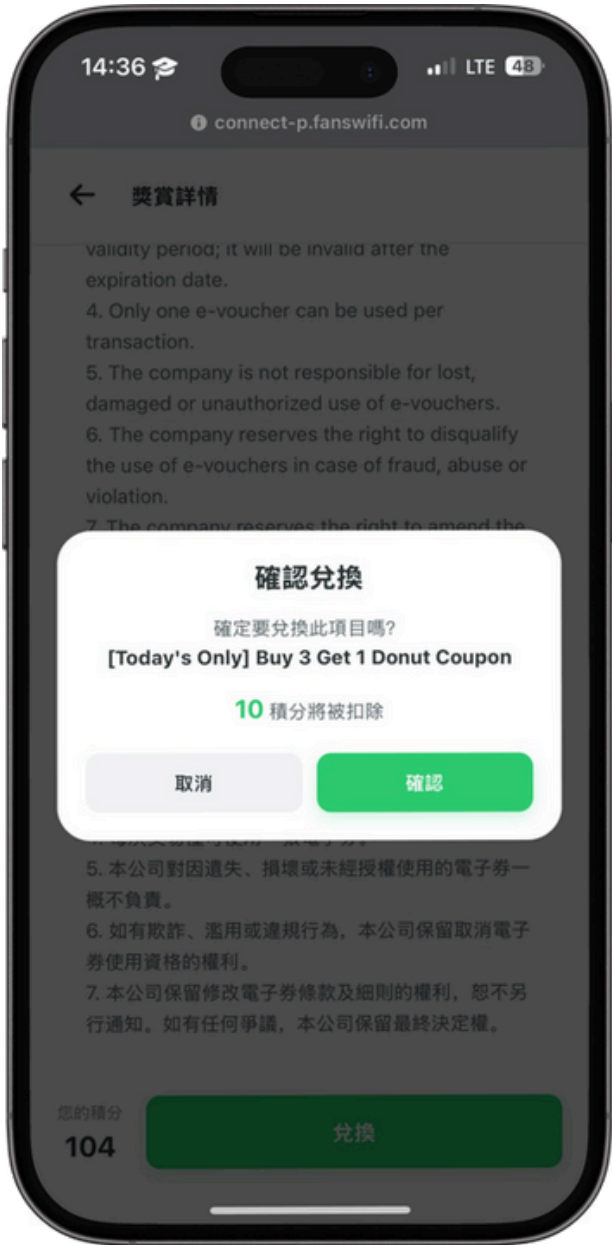 14:36
LTE 48
connect-p.fanswifi.com
獎賞詳情
validity period; it will be invalid after the
expiration date.
4. Only one e-voucher can be used per
transaction.
5. The company is not responsible for lost,
damaged or unauthorized use of e-vouchers.
6. The company reserves the right to disqualify
the use of e-vouchers in case of fraud, abuse or
violation.
7. The company reserves the right to amend the
確認兌換
確定要兌換此項目嗎?
[Today's Only] Buy 3 Get 1 Donut Coupon
10 積分將被扣除
取消
確認
5. 本公司對因遺失、損壞或未經授權使用的電子券一
概不負責。
6. 如有欺詐、濫用或違規行為，本公司保留取消電子
券使用資格的權利。
7. 本公司保留修改電子券條款及細則的權利，恕不另
行通知。如有任何爭議，本公司保留最終決定權。
您的積分
104
兌換